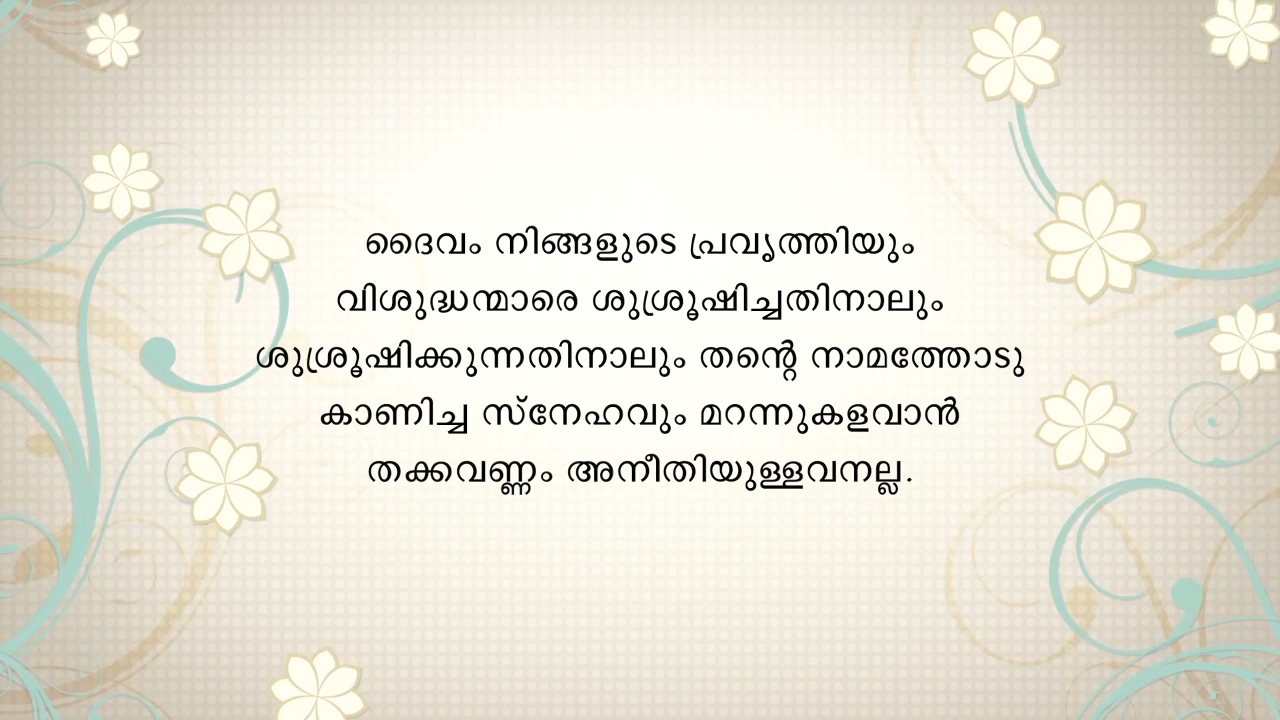 ദൈവം നിങ്ങളുടെ പ്രവൃത്തിയും
വിശുദ്ധന്മാരെ ശുശ്രൂഷിച്ചതിനാലും
ശുശ്രൂഷിക്കുന്നതിനാലും തന്റെ നാമത്തോടു
കാണിച്ച സ്നേഹവും മറന്നുകളവാൻ
തക്കവണ്ണം അനീതിയുള്ളവനല്ല.